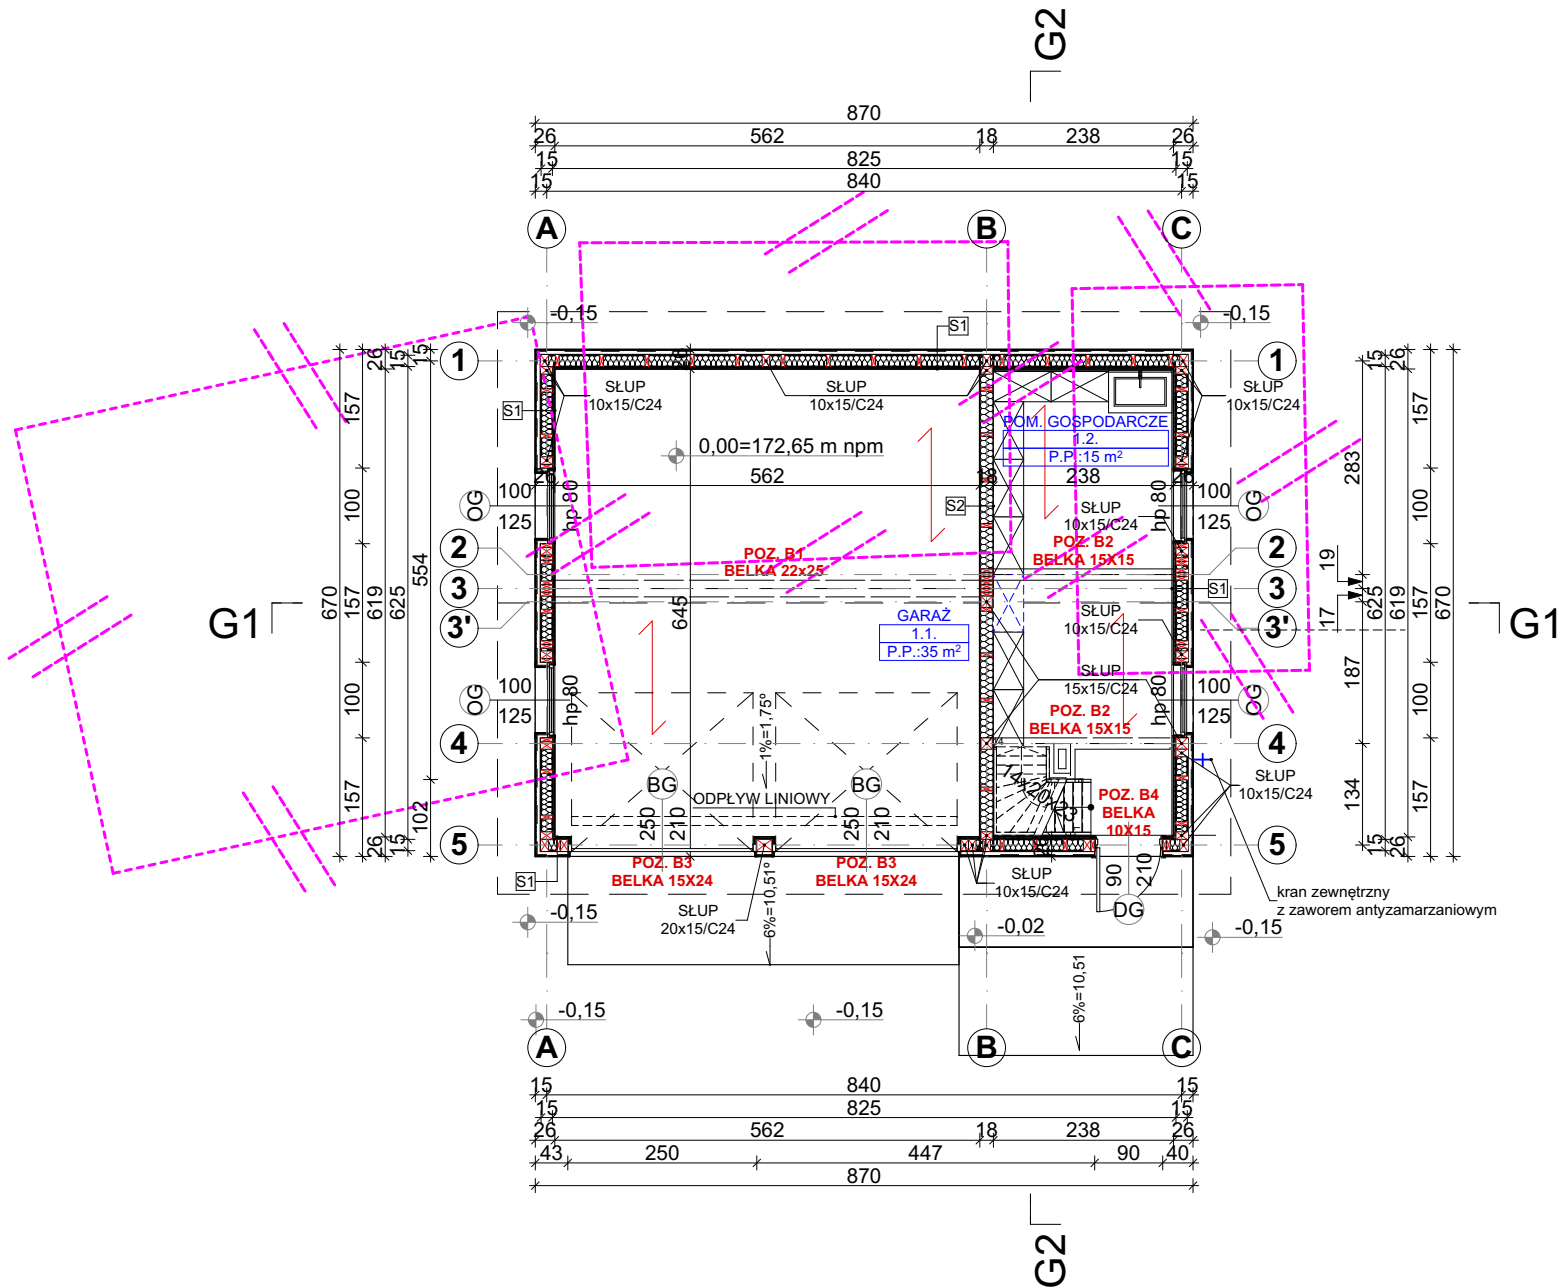 G2
870
26 562 18 238 26
15 825 15
15 840 15
A B C
-0,15
-0,15
S1
1
1
SŁUP
10x15/C24
SŁUP
10x15/C24
SŁUP
10x15/C24
S1
POM. GOSPODARCZE
1.2.
P.P.:15 m²
0,00=172,65 m npm
26 562 18 238 26
OG 100
125
hp 80
S2
SŁUP
10x15/C24
hp 80
100
125 OG
2
2
POZ. B1
BELKA 22x25
POZ. B2
BELKA 15X15
3
3
S1
3'
3'
G1
G1
GARAŻ
1.1.
P.P.:35 m²
SŁUP
10x15/C24
SŁUP
15x15/C24
OG 100
125
hp 80
hp 80
100
125 OG
POZ. B2
BELKA 15X15
4
4
1%=1,75º
BG
BG
ODPŁYW LINIOWY
250
210
250
210
POZ. B4
BELKA
10X15
SŁUP
10x15/C24
5
5
POZ. B3
BELKA 15X24
POZ. B3
BELKA 15X24
S1
SŁUP
20x15/C24
SŁUP
10x15/C24
90
210
DG
kran zewnętrzny
z zaworem antyzamarzaniowym
6%=10,51º
-0,15
-0,02
-0,15
6%=10,51
-0,15
-0,15
A B C
670
157 100 157 100 157
26 619 26
15 625 15
15 554 102
26 645
283 19 17 187 134
15 625 15
26 619 26
157 100 157 100 157
670
15 840 15
15 825 15
26 562 18 238 26
43 250 447 90 40
870
G2